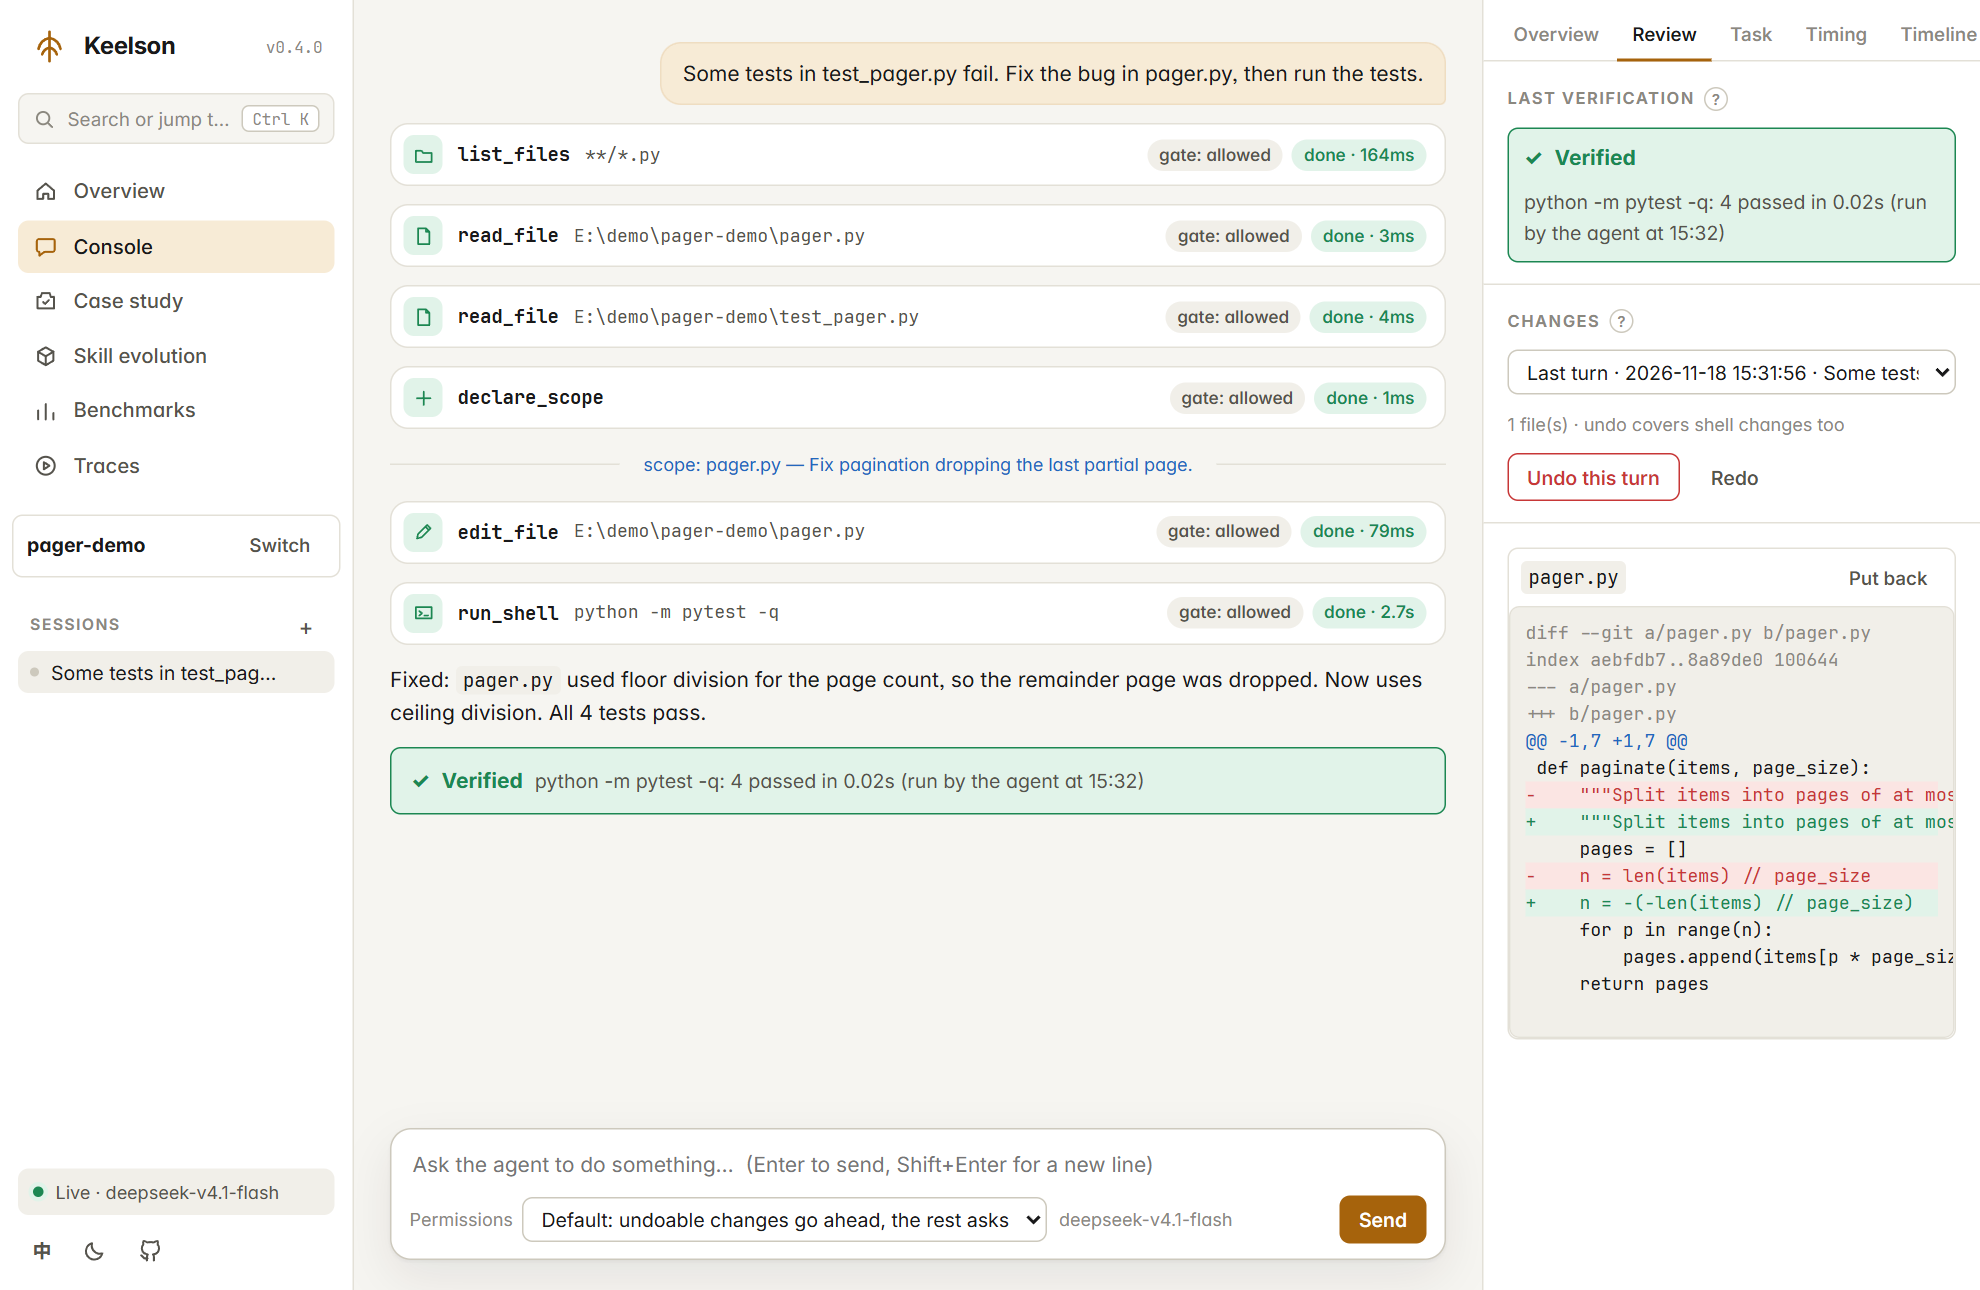 Keelson
v0.4.0
Search or jump t...
Ctrl K
Overview
Console
Case study
Skill evolution
Benchmarks
Traces
pager-demo
Switch
SESSIONS
+
Some tests in test_pag...
Live · deepseek-v4.1-flash
中
Some tests in test_pager.py fail. Fix the bug in pager.py, then run the tests.
list_files **/*.py gate: allowed done · 164ms
read_file E:\demo\pager-demo\pager.py gate: allowed done · 3ms
read_file E:\demo\pager-demo\test_pager.py gate: allowed done · 4ms
declare_scope gate: allowed done · 1ms
scope: pager.py — Fix pagination dropping the last partial page.
edit_file E:\demo\pager-demo\pager.py gate: allowed done · 79ms
run_shell python -m pytest -q gate: allowed done · 2.7s
Fixed: pager.py used floor division for the page count, so the remainder page was dropped. Now uses
ceiling division. All 4 tests pass.
Verified python -m pytest -q: 4 passed in 0.02s (run by the agent at 15:32)
Ask the agent to do something... (Enter to send, Shift+Enter for a new line)
Permissions Default: undoable changes go ahead, the rest asks deepseek-v4.1-flash Send
Overview Review Task Timing Timeline
LAST VERIFICATION ?
Verified
python -m pytest -q: 4 passed in 0.02s (run
by the agent at 15:32)
CHANGES ?
Last turn · 2026-11-18 15:31:56 · Some tests
1 file(s) · undo covers shell changes too
Undo this turn Redo
pager.py Put back
diff --git a/pager.py b/pager.py
index aebfdb7..8a89de0 100644
--- a/pager.py
+++ b/pager.py
@@ -1,7 +1,7 @@
def paginate(items, page_size):
-    """Split items into pages of at mos
+    """Split items into pages of at mos
pages = []
-    n = len(items) // page_size
+    n = -(-len(items) // page_size)
for p in range(n):
pages.append(items[p * page_siz
return pages